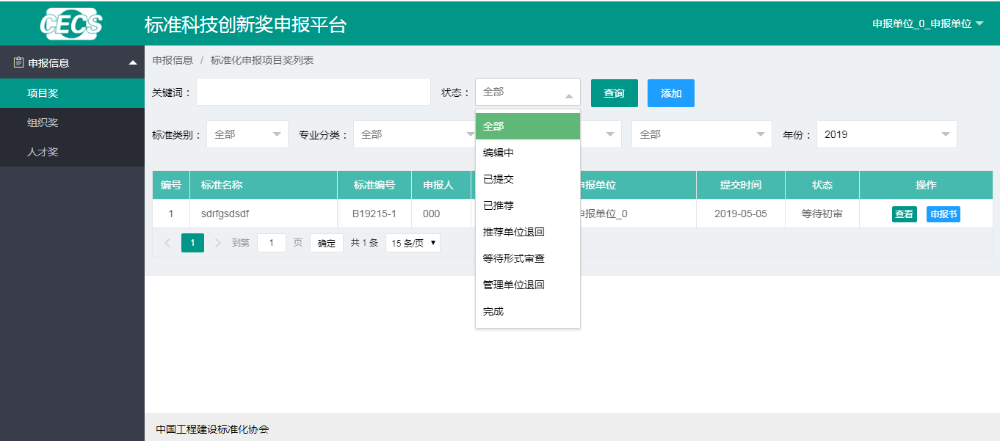 CECS 标准科技创新奖申报平台 申报单位_0_申报单位
申报信息
项目奖
组织奖
人才奖
申报信息 / 标准化申报项目奖列表
关键词： 状态： 全部 查询 添加
标准类别： 全部 专业分类： 全部 全部 年份： 2019
全部
编辑中
已提交
已推荐
推荐单位退回
等待形式审查
管理单位退回
完成
编号 标准名称 标准编号 申报人 申报单位 提交时间 状态 操作
1 sdrfgsdsdf B19215-1 000 申报单位_0 2019-05-05 等待初审 查看 申报书
1 到第 1 页 确定 共 1 条 15 条/页
中国工程建设标准化协会